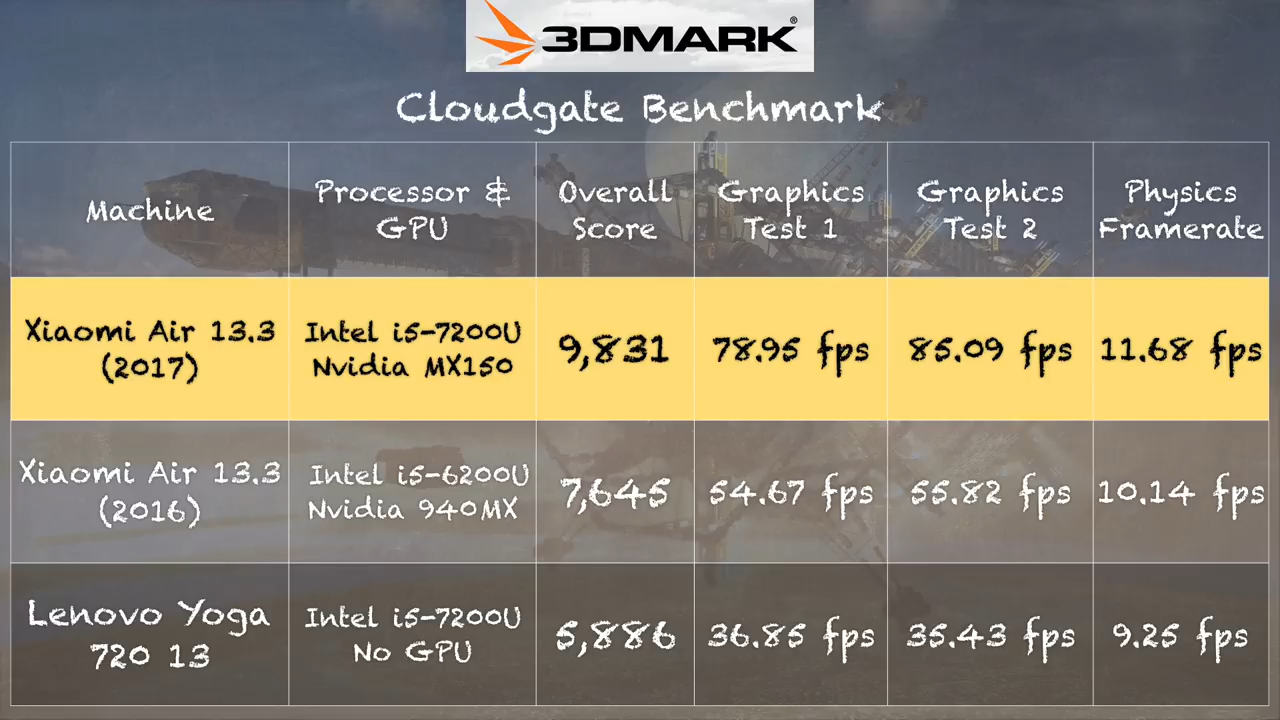 3DMARK®
Cloudgate Benchmark
Machine
Processor &
GPU
Overall
Score
Graphics
Test 1
Graphics
Test 2
Physics
Framerate
Xiaomi Air 13.3
(2017)
Intel i5-7200U
Nvidia MX150
9,831
78.95 fps
85.09 fps
11.68 fps
Xiaomi Air 13.3
(2016)
Intel i5-6200U
Nvidia 940MX
7,645
54.67 fps
55.82 fps
10.14 fps
Lenovo Yoga
720 13
Intel i5-7200U
No GPU
5,886
36.85 fps
35.43 fps
9.25 fps